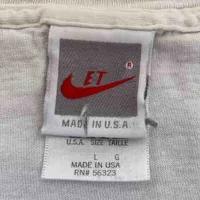 ET
R
MADE IN U.S.A.
U.S.A. SIZE TAILLE
L G
MADE IN USA
RN# 56323